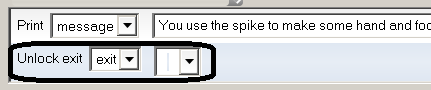 Print message You use the spike to make some hand and foo
Unlock exit exit